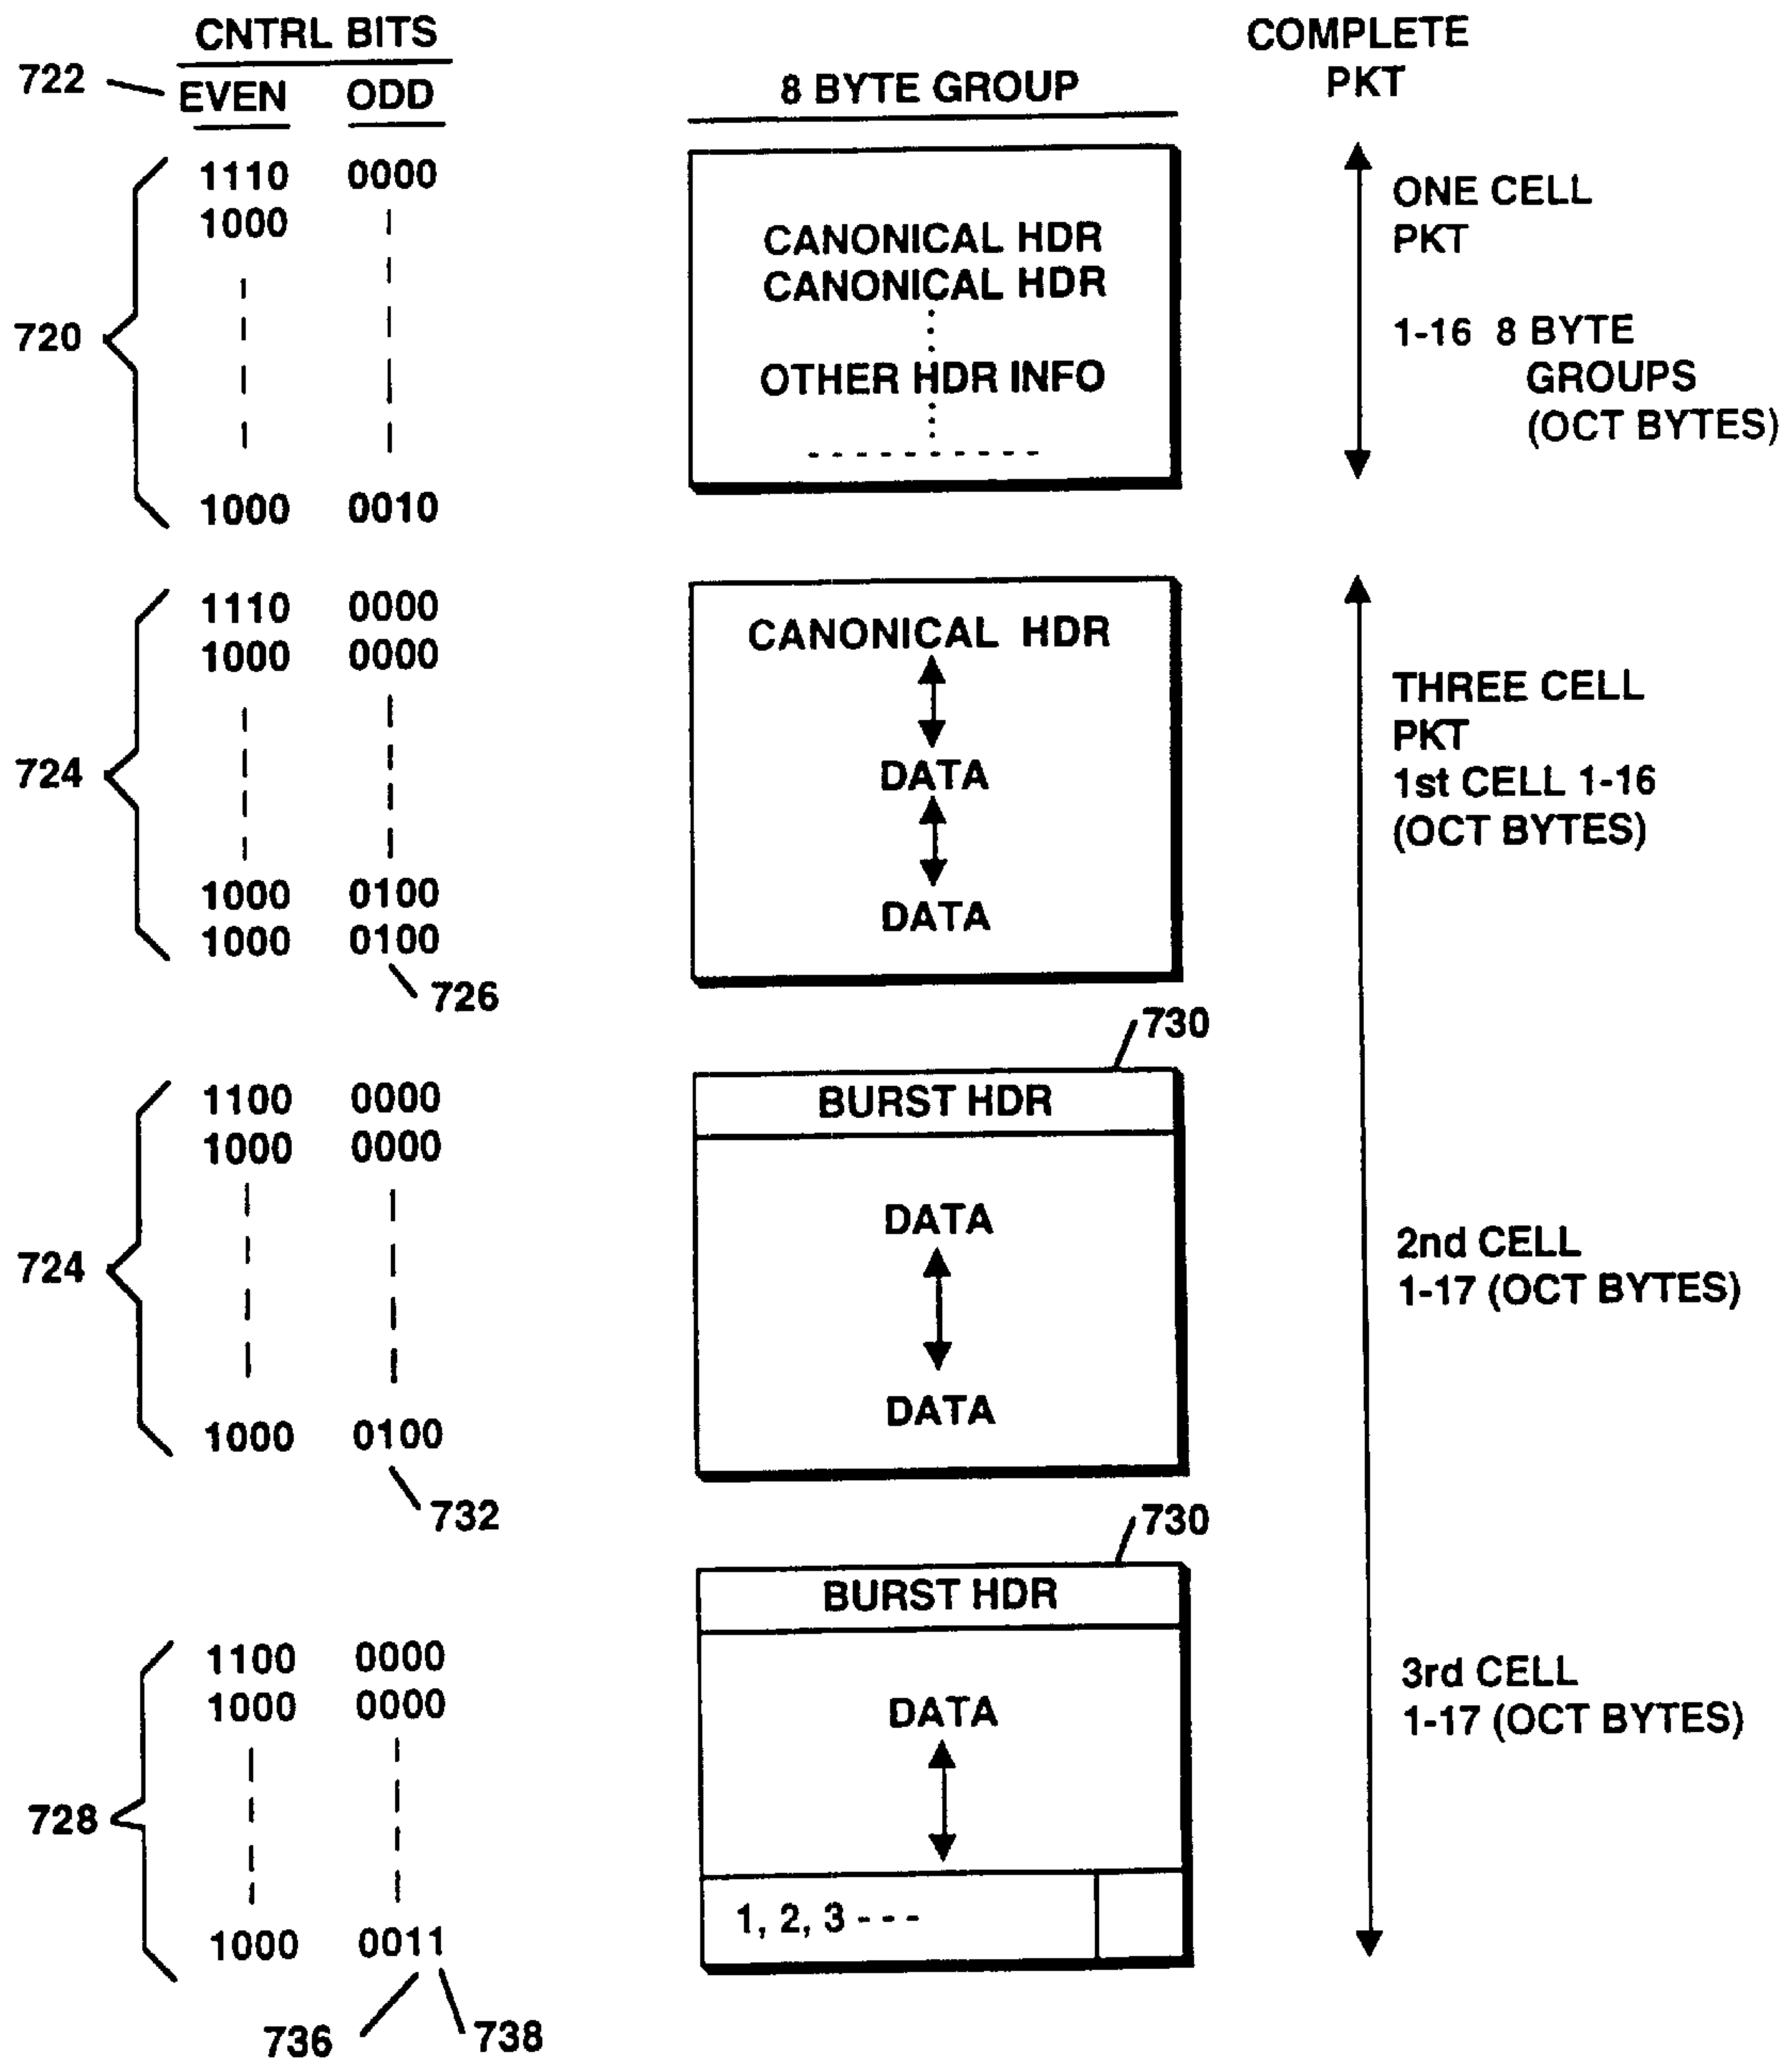 CNTRL BITS
722 EVEN ODD
8 BYTE GROUP
COMPLETE
PKT
1110 0000
1000
720
1000 0010
CANONICAL HDR
CANONICAL HDR
OTHER HDR INFO
ONE CELL
PKT
1-16 8 BYTE
GROUPS
(OCT BYTES)
1110 0000
1000 0000
724
1000 0100
1000 0100
726
CANONICAL HDR
DATA
DATA
THREE CELL
PKT
1st CELL 1-16
(OCT BYTES)
730
1100 0000
1000 0000
724
1000 0100
732
BURST HDR
DATA
DATA
2nd CELL
1-17 (OCT BYTES)
730
1100 0000
1000 0000
728
1000 0011
736 738
BURST HDR
DATA
1, 2, 3 - - -
3rd CELL
1-17 (OCT BYTES)